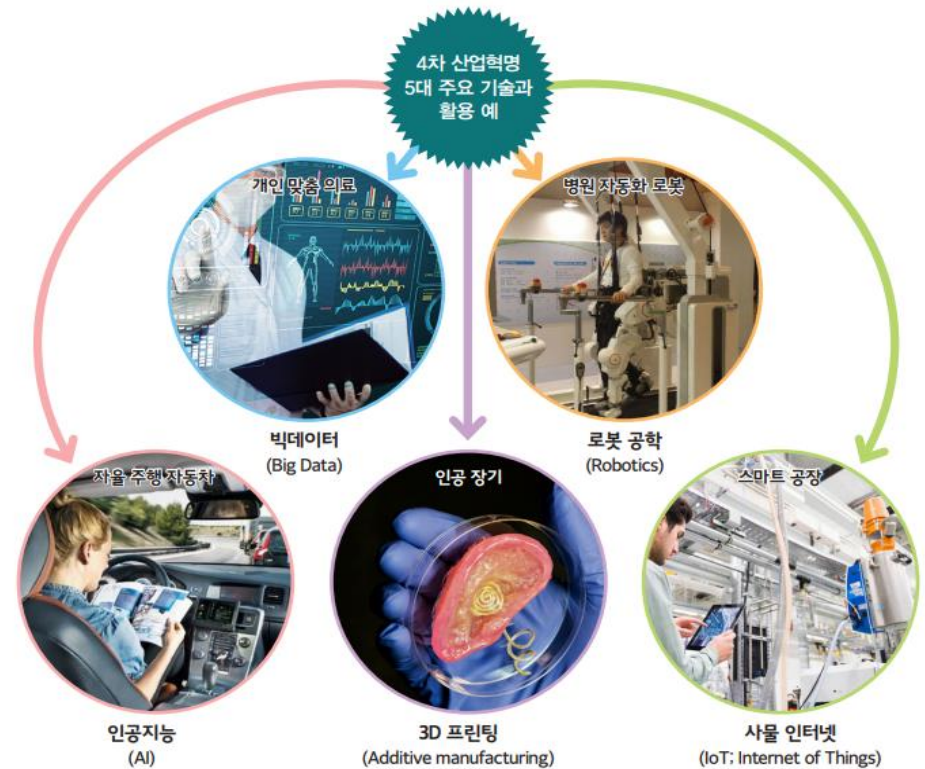 4차 산업혁명
5대 주요 기술과
활용 예
개인 맞춤 의료
병원 자동화 로봇
빅데이터
(Big Data)
로봇 공학
(Robotics)
자율 주행 자동차
인공 장기
스마트 공장
인공지능
(AI)
3D 프린팅
(Additive manufacturing)
사물 인터넷
(IoT; Internet of Things)